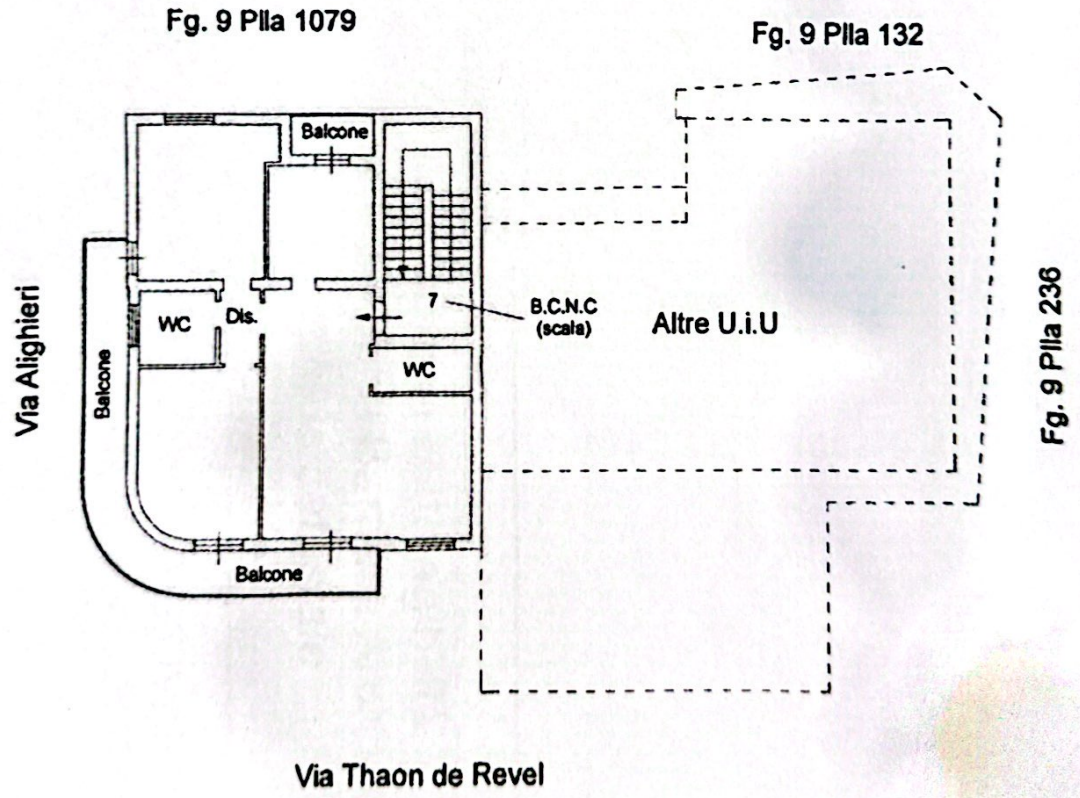 Fg. 9 Plla 1079
Fg. 9 Plla 132
Balcone
Via Alighieri
Balcone
WC
Dis.
7
B.C.N.C
(scala)
Altre U.i.U
WC
Fg. 9 Plla 236
Balcone
Via Thaon de Revel